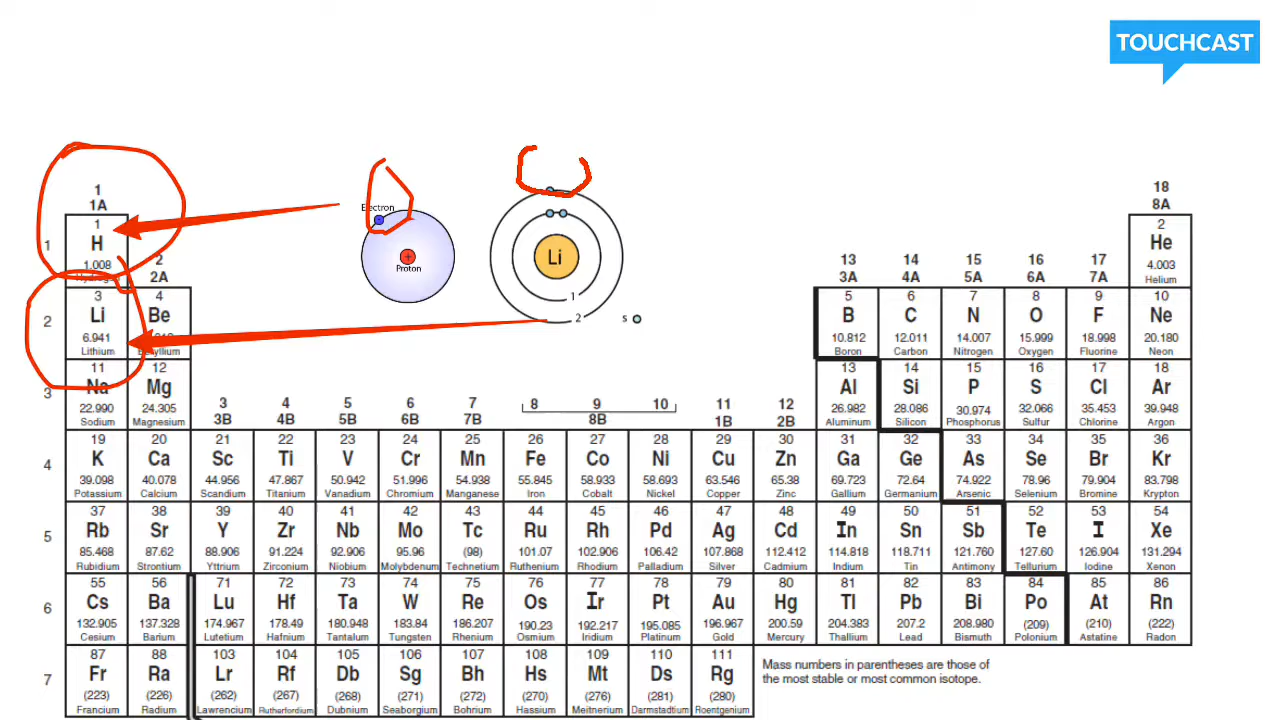 TOUCHCAST
1
1A
18
8A
Electron
1
H
1.008
2
2A
1
+
Proton
Li
1
2
s
13
3A
14
4A
15
5A
16
6A
17
7A
2
He
4.003
Helium
2
3
Li
6.941
Lithium
4
Be
5
B
10.812
Boron
6
C
12.011
Carbon
7
N
14.007
Nitrogen
8
O
15.999
Oxygen
9
F
18.998
Fluorine
10
Ne
20.180
Neon
3
11
Na
22.990
Sodium
12
Mg
24.305
Magnesium
3
3B
4
4B
5
5B
6
6B
7
7B
8 9 10
8B
11
1B
12
2B
13
Al
26.982
Aluminum
14
Si
28.086
Silicon
15
P
30.974
Phosphorus
16
S
32.066
Sulfur
17
Cl
35.453
Chlorine
18
Ar
39.948
Argon
4
19
K
39.098
Potassium
20
Ca
40.078
Calcium
21
Sc
44.956
Scandium
22
Ti
47.867
Titanium
23
V
50.942
Vanadium
24
Cr
51.996
Chromium
25
Mn
54.938
Manganese
26
Fe
55.845
Iron
27
Co
58.933
Cobalt
28
Ni
58.693
Nickel
29
Cu
63.546
Copper
30
Zn
65.38
Zinc
31
Ga
69.723
Gallium
32
Ge
72.64
Germanium
33
As
74.922
Arsenic
34
Se
78.96
Selenium
35
Br
79.904
Bromine
36
Kr
83.798
Krypton
5
37
Rb
85.468
Rubidium
38
Sr
87.62
Strontium
39
Y
88.906
Yttrium
40
Zr
91.224
Zirconium
41
Nb
92.906
Niobium
42
Mo
95.96
Molybdenum
43
Tc
(98)
Technetium
44
Ru
101.07
Ruthenium
45
Rh
102.906
Rhodium
46
Pd
106.42
Palladium
47
Ag
107.868
Silver
48
Cd
112.412
Cadmium
49
In
114.818
Indium
50
Sn
118.711
Tin
51
Sb
121.760
Antimony
52
Te
127.60
Tellurium
53
I
126.904
Iodine
54
Xe
131.294
Xenon
6
55
Cs
132.905
Cesium
56
Ba
137.328
Barium
71
Lu
174.967
Lutetium
72
Hf
178.49
Hafnium
73
Ta
180.948
Tantalum
74
W
183.84
Tungsten
75
Re
186.207
Rhenium
76
Os
190.23
Osmium
77
Ir
192.217
Iridium
78
Pt
195.085
Platinum
79
Au
196.967
Gold
80
Hg
200.59
Mercury
81
Tl
204.383
Thallium
82
Pb
207.2
Lead
83
Bi
208.980
Bismuth
84
Po
(209)
Polonium
85
At
(210)
Astatine
86
Rn
(222)
Radon
7
87
Fr
(223)
Francium
88
Ra
(226)
Radium
103
Lr
(262)
Lawrencium
104
Rf
(267)
Rutherfordium
105
Db
(268)
Dubnium
106
Sg
(271)
Seaborgium
107
Bh
(272)
Bohrium
108
Hs
(270)
Hassium
109
Mt
(276)
Meitnerium
110
Ds
(281)
Darmstadtium
111
Rg
(280)
Roentgenium
Mass numbers in parentheses are those of
the most stable or most common isotope.